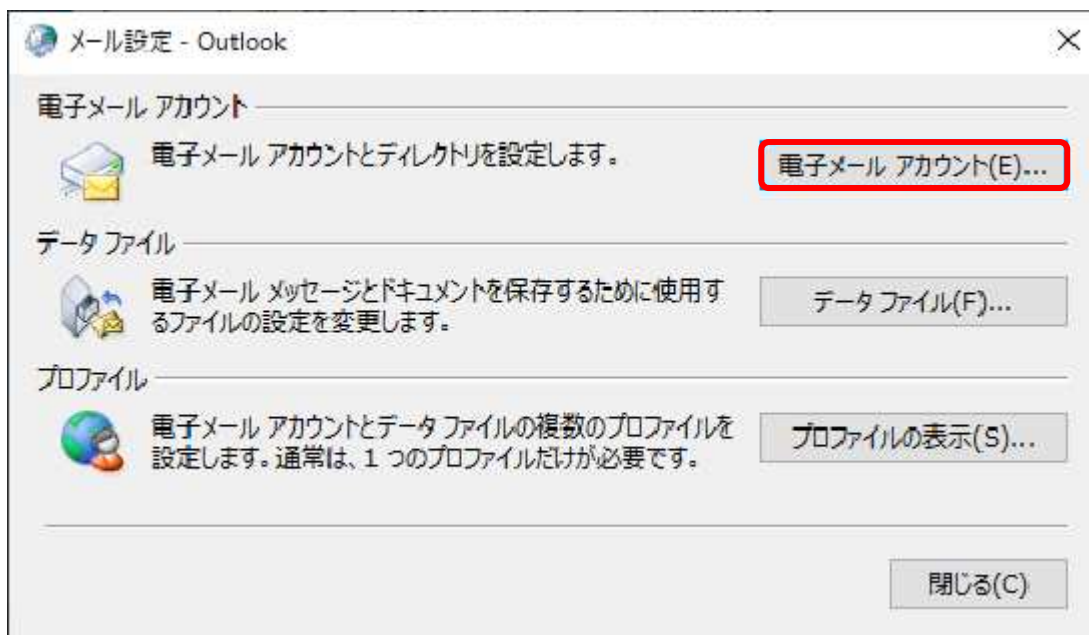 メール設定 - Outlook
電子メール アカウント
電子メール アカウントとディレクトリを設定します。
電子メール アカウント(E)...
データ ファイル
電子メール メッセージとドキュメントを保存するために使用す
るファイルの設定を変更します。
データ ファイル(F)...
プロファイル
電子メール アカウントとデータ ファイルの複数のプロファイルを
設定します。通常は、1 つのプロファイルだけが必要です。
プロファイルの表示(S)...
閉じる(C)